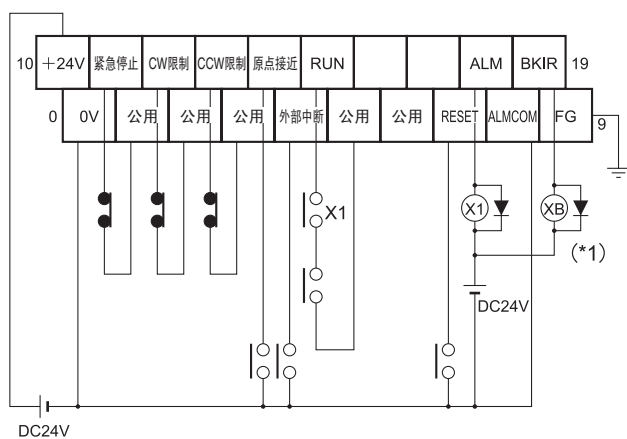 10 +24V 紧急停止 CW限制 CCW限制 原点接近 RUN ALM BKIR 19
0 0V 公用 公用 公用 外部中断 公用 公用 RESET ALMCOM FG 9
X1 X1 XB
(*1)
DC24V
DC24V